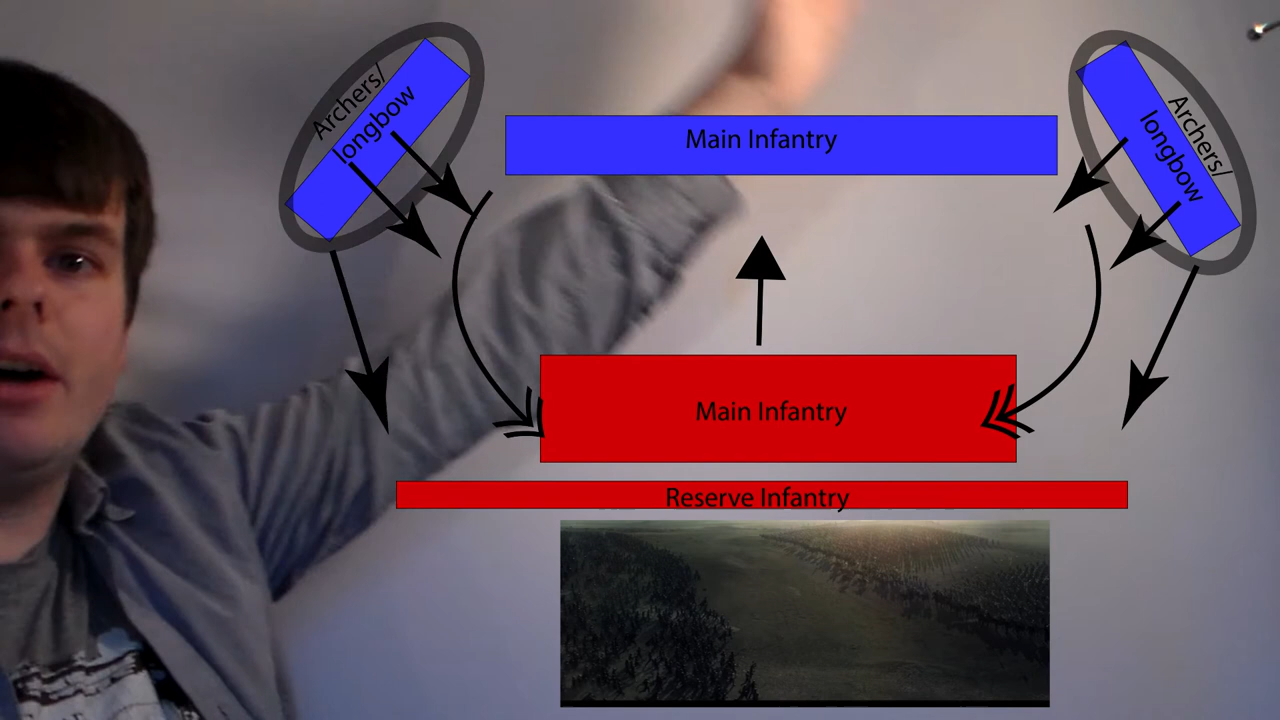 Archers/
longbow
Main Infantry
Archers/
longbow
Main Infantry
Reserve Infantry